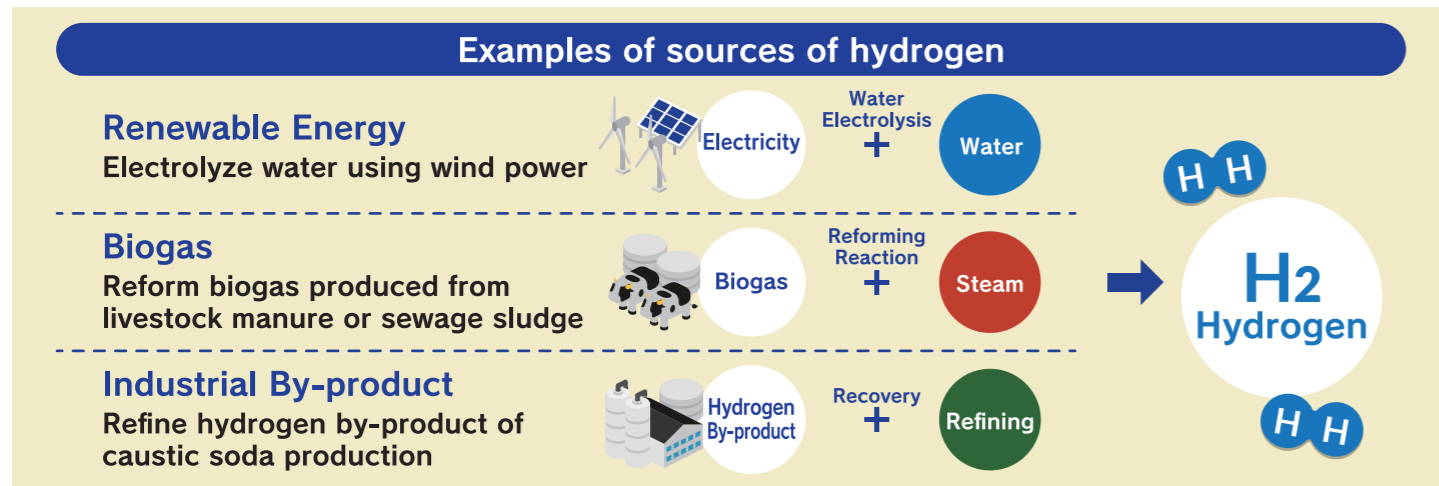 Examples of sources of hydrogen
Renewable Energy
Electrolyze water using wind power
Electricity
Water
Electrolysis
+
Water
Biogas
Reform biogas produced from
livestock manure or sewage sludge
Biogas
Reforming
Reaction
+
Steam
Industrial By-product
Refine hydrogen by-product of
caustic soda production
Hydrogen
By-product
Recovery
+
Refining
H H
H2
Hydrogen
H H